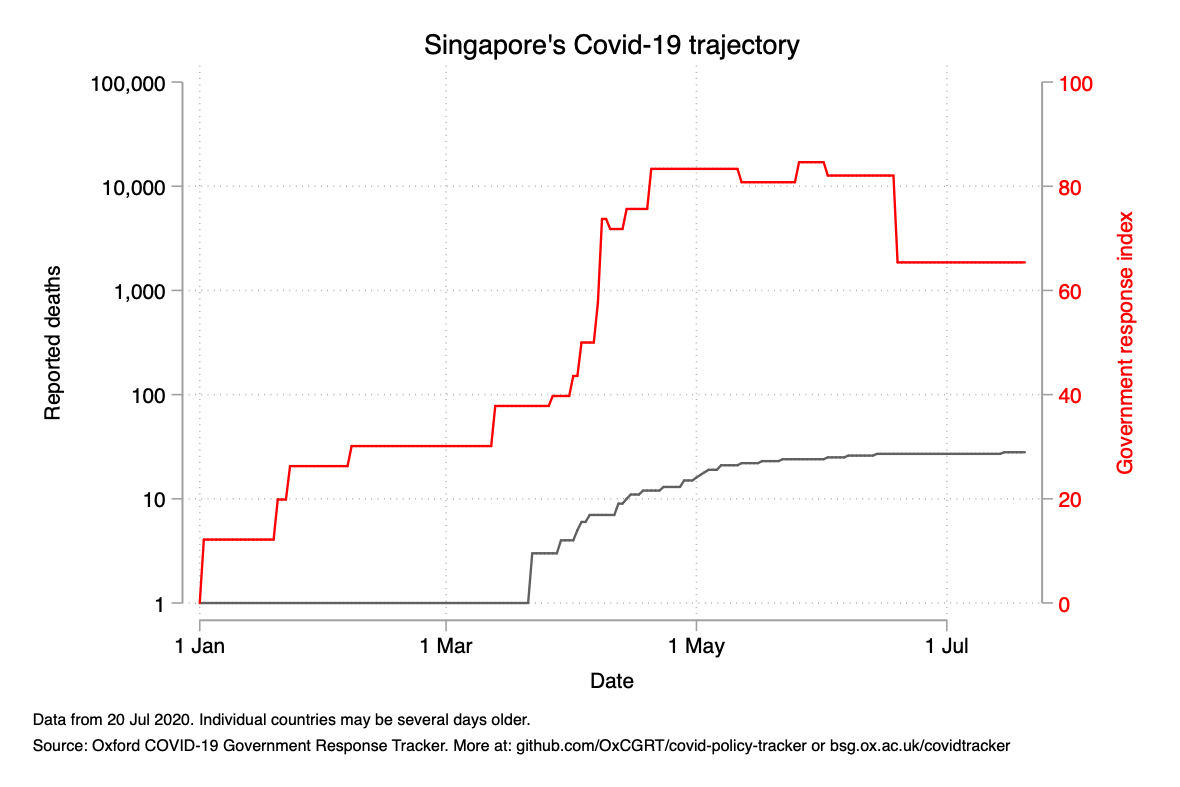 Singapore's Covid-19 trajectory
100,000
10,000
1,000
100
10
1
Reported deaths
100
80
60
40
20
0
Government response index
1 Jan
1 Mar
1 May
1 Jul
Date
Data from 20 Jul 2020. Individual countries may be several days older.
Source: Oxford COVID-19 Government Response Tracker. More at: github.com/OxCGRT/covid-policy-tracker or bsg.ox.ac.uk/covidtracker